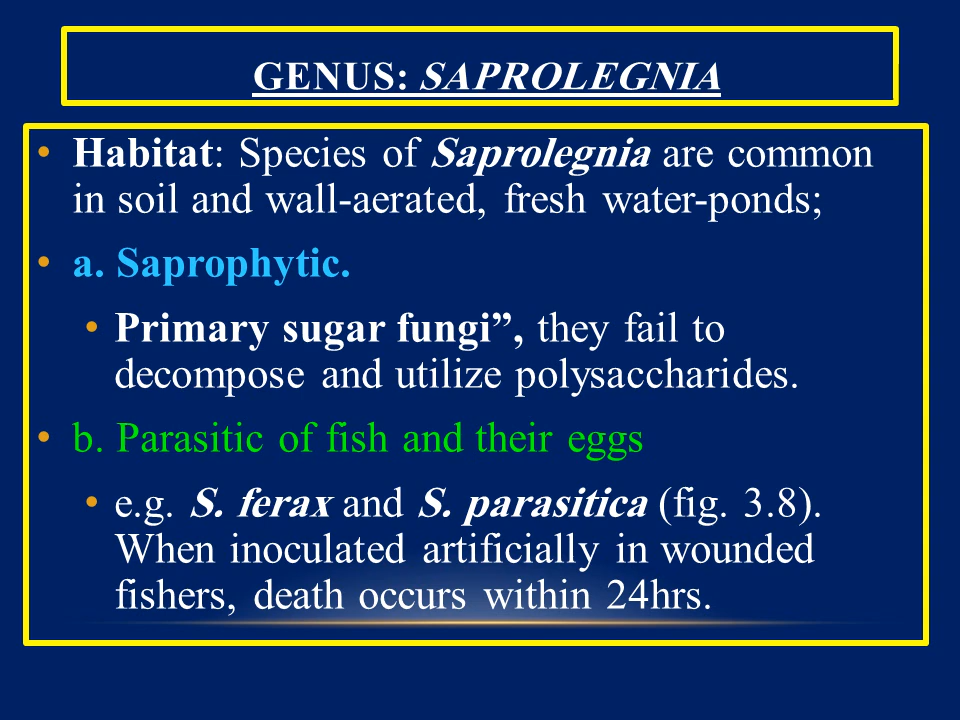 GENUS: SAPROLEGNIA
• Habitat: Species of Saprolegnia are common
in soil and wall-aerated, fresh water-ponds;
• a. Saprophytic.
• Primary sugar fungi”, they fail to
decompose and utilize polysaccharides.
• b. Parasitic of fish and their eggs
• e.g. S. ferax and S. parasitica (fig. 3.8).
When inoculated artificially in wounded
fishers, death occurs within 24hrs.